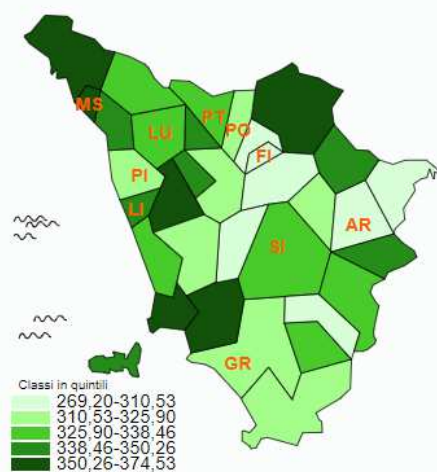 MS
PT
PO
LU
FI
PI
LI
AR
SI
GR
Classi in quintili
269,20-310,53
310,53-325,90
325,90-338,46
338,46-350,26
350,26-374,53